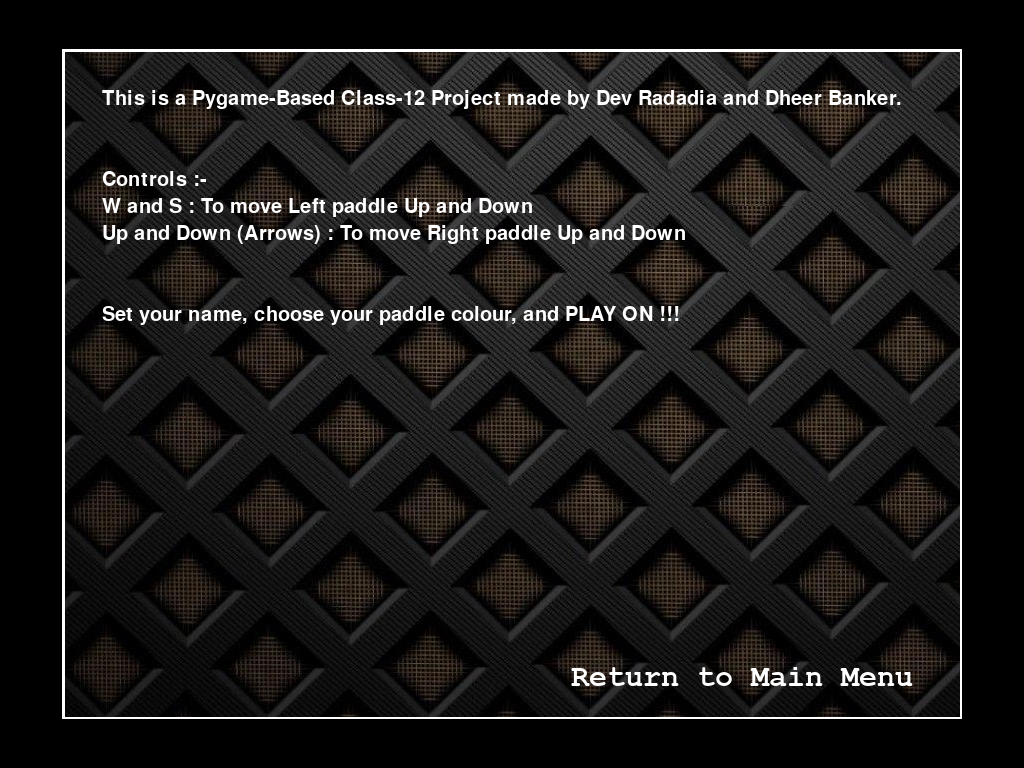 This is a Pygame-Based Class-12 Project made by Dev Radadia and Dheer Banker.
Controls :-
W and S : To move Left paddle Up and Down
Up and Down (Arrows) : To move Right paddle Up and Down
Set your name, choose your paddle colour, and PLAY ON !!!
Return to Main Menu